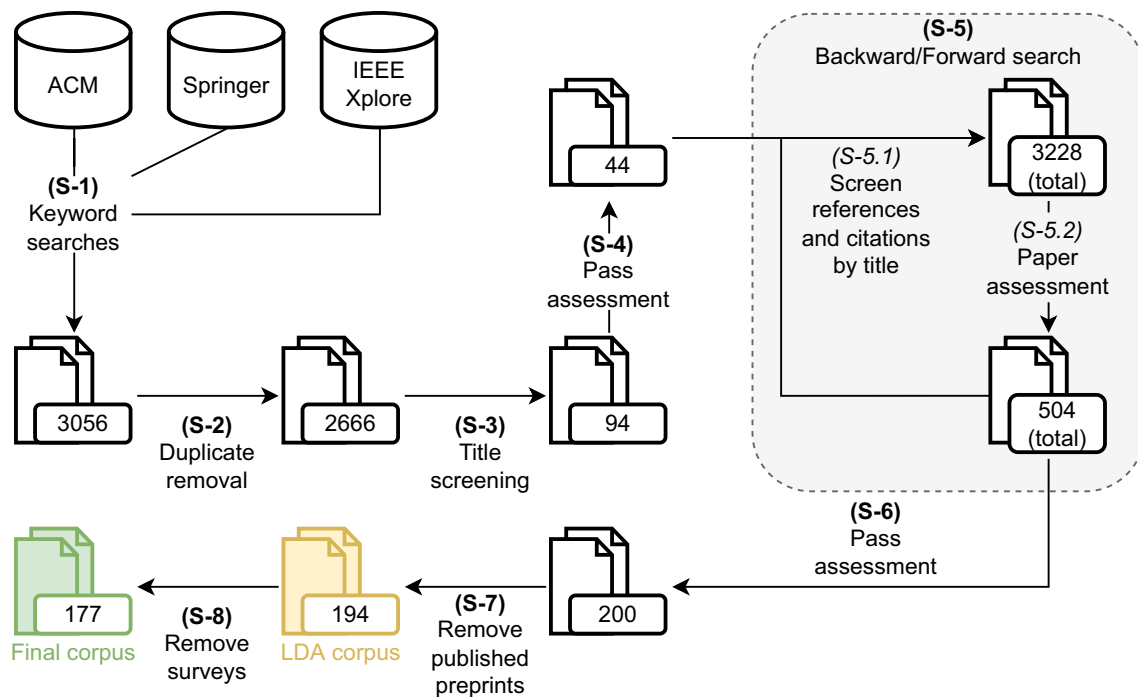 ACM
Springer
IEEE
Xplore
(S-1)
Keyword
searches
3056
(S-2)
Duplicate
removal
2666
(S-3)
Title
screening
94
(S-4)
Pass
assessment
44
(S-5)
Backward/Forward search
(S-5.1)
Screen
references
and citations
by title
3228
(total)
(S-5.2)
Paper
assessment
504
(total)
(S-6)
Pass
assessment
200
(S-7)
Remove
published
preprints
194
LDA corpus
(S-8)
Remove
surveys
177
Final corpus